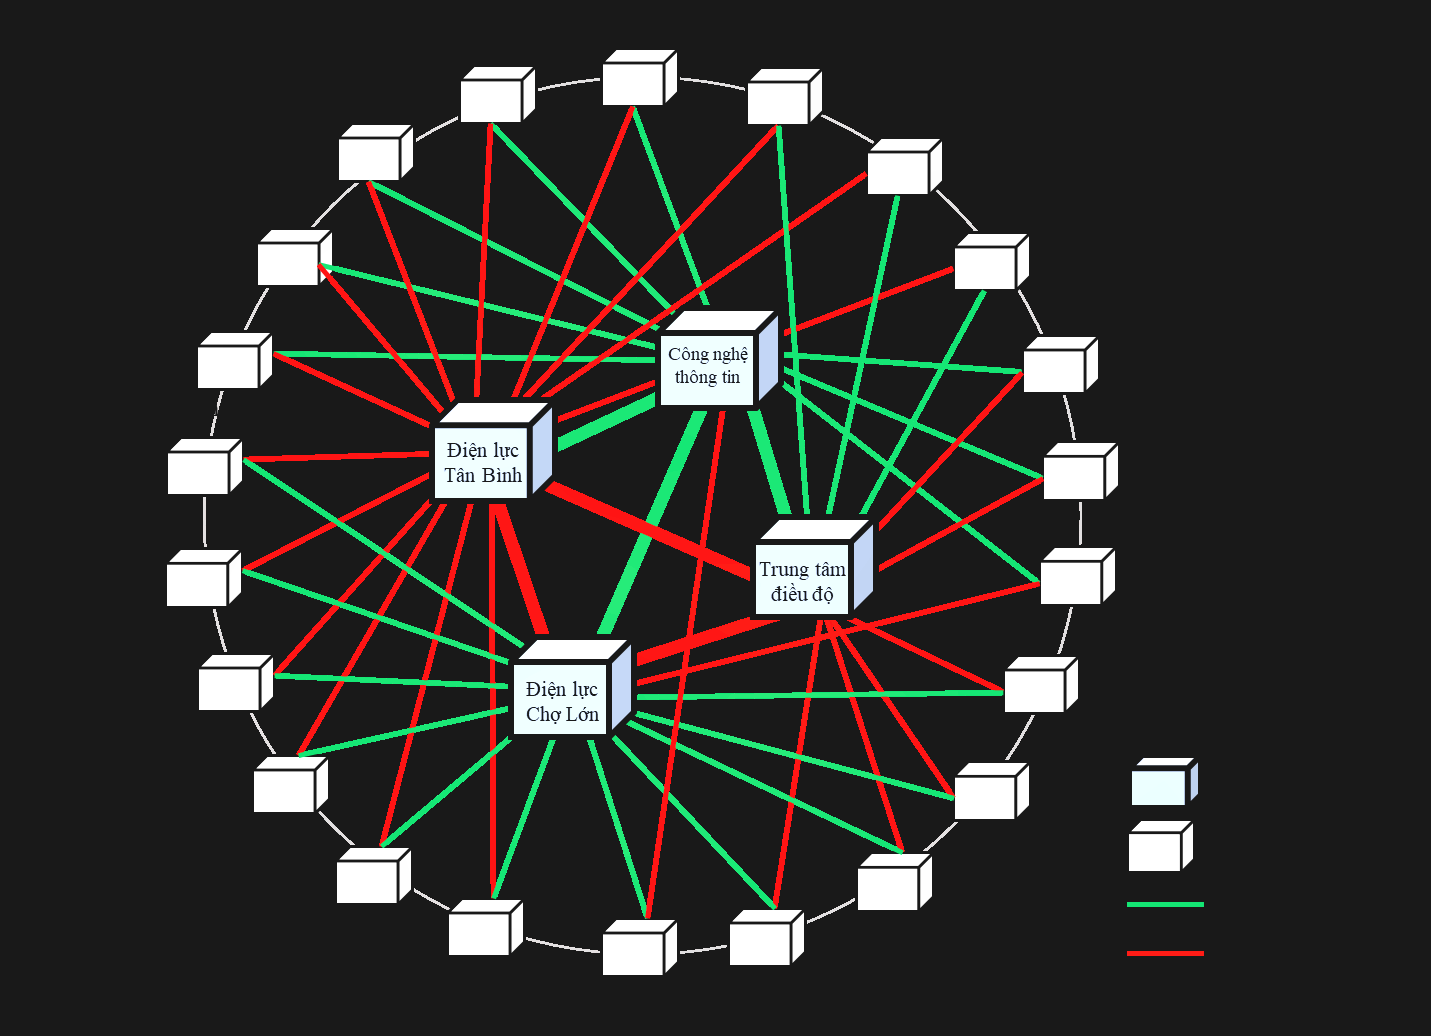 Công nghệ
thông tin
Điện lực
Tân Bình
Trung tâm
điều độ
Điện lực
Chợ Lớn